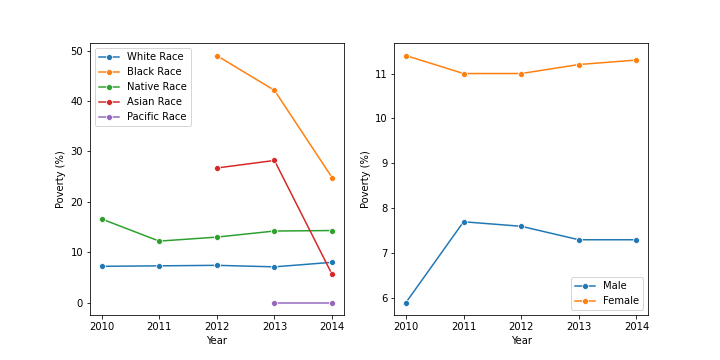 50
40
30
20
10
0
Poverty (%)
White Race
Black Race
Native Race
Asian Race
Pacific Race
2010 2011 2012 2013 2014
Year
11
10
9
8
7
6
Poverty (%)
Male
Female
2010 2011 2012 2013 2014
Year